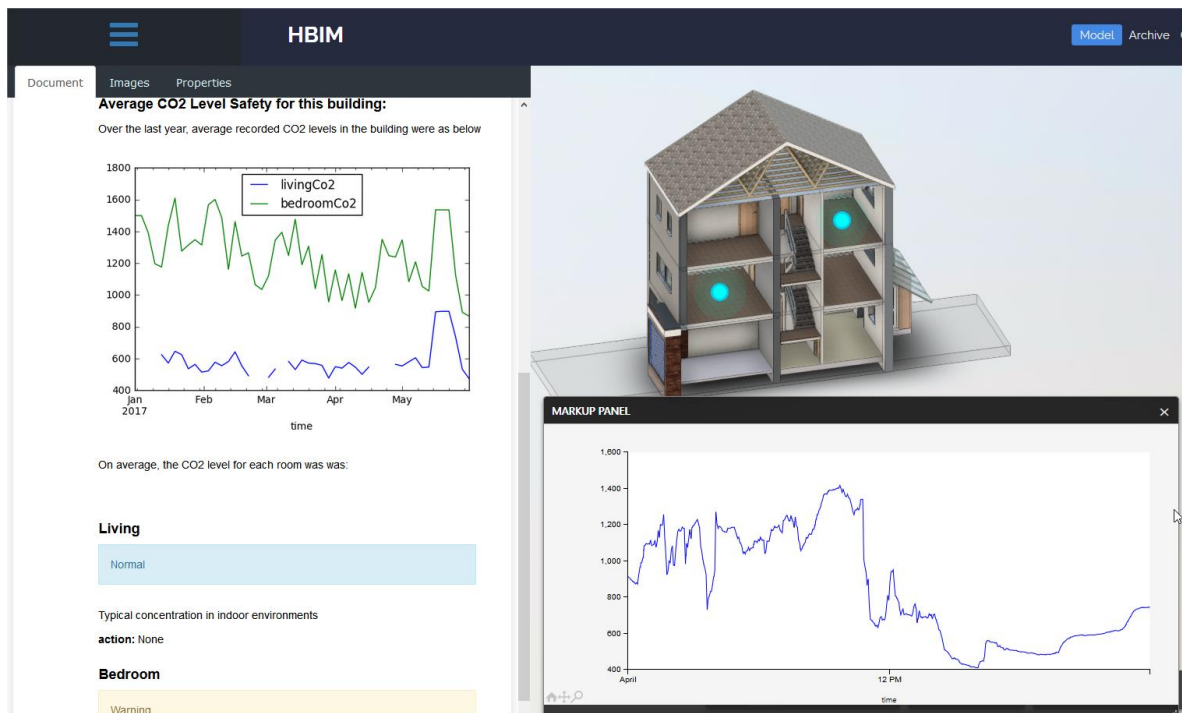 HBIM
Model Archive
Document Images Properties
Average CO2 Level Safety for this building:
Over the last year, average recorded CO2 levels in the building were as below
1800
1600
1400
1200
1000
800
600
400
livingCo2
bedroomCo2
Jan Feb Mar Apr May
2017
time
On average, the CO2 level for each room was was:
Living
Normal
Typical concentration in indoor environments
action: None
Bedroom
Warning
MARKUP PANEL
1,600
1,400
1,200
1,000
800
600
400
April 12 PM
time